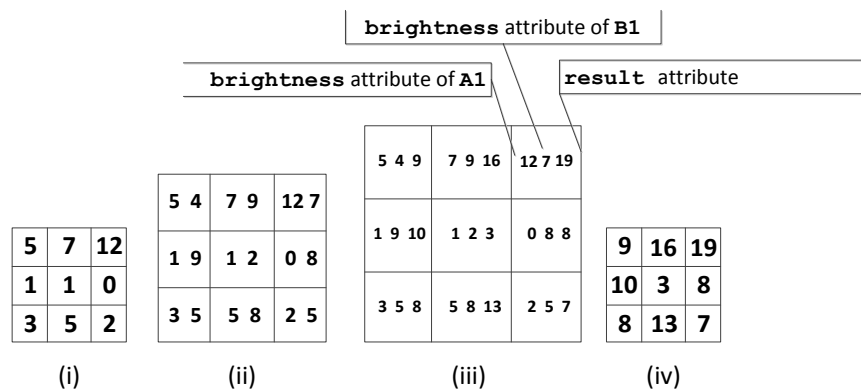 brightness attribute of B1
brightness attribute of A1
result attribute
5 7 12
1 1 0
3 5 2
(i)
5 4 7 9 12 7
1 9 1 2 0 8
3 5 5 8 2 5
(ii)
5 4 9 7 9 16 12 7 19
1 9 10 1 2 3 0 8 8
3 5 8 5 8 13 2 5 7
(iii)
9 16 19
10 3 8
8 13 7
(iv)